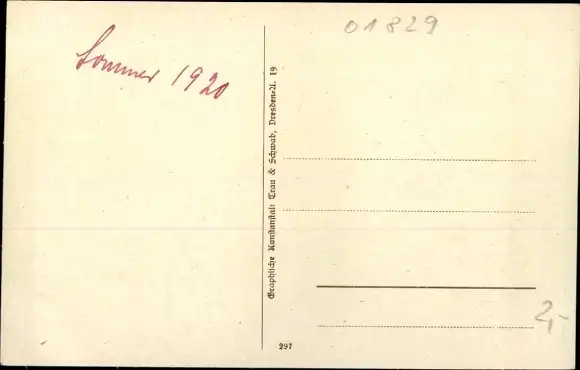 Sommer 1920
01829
Graphische Kunstanstalt Trau & Schwab, Dresden-A. 19
2,-
297